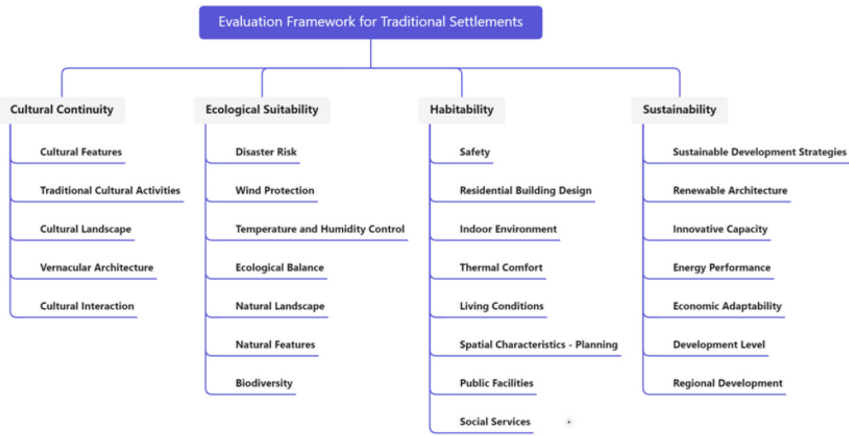 Evaluation Framework for Traditional Settlements
Cultural Continuity
Cultural Features
Traditional Cultural Activities
Cultural Landscape
Vernacular Architecture
Cultural Interaction
Ecological Suitability
Disaster Risk
Wind Protection
Temperature and Humidity Control
Ecological Balance
Natural Landscape
Natural Features
Biodiversity
Habitability
Safety
Residential Building Design
Indoor Environment
Thermal Comfort
Living Conditions
Spatial Characteristics - Planning
Public Facilities
Social Services
Sustainability
Sustainable Development Strategies
Renewable Architecture
Innovative Capacity
Energy Performance
Economic Adaptability
Development Level
Regional Development